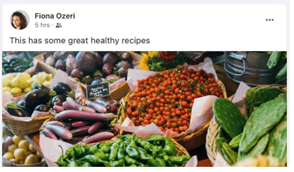 Fiona Ozeri
5 hrs ·
This has some great healthy recipes